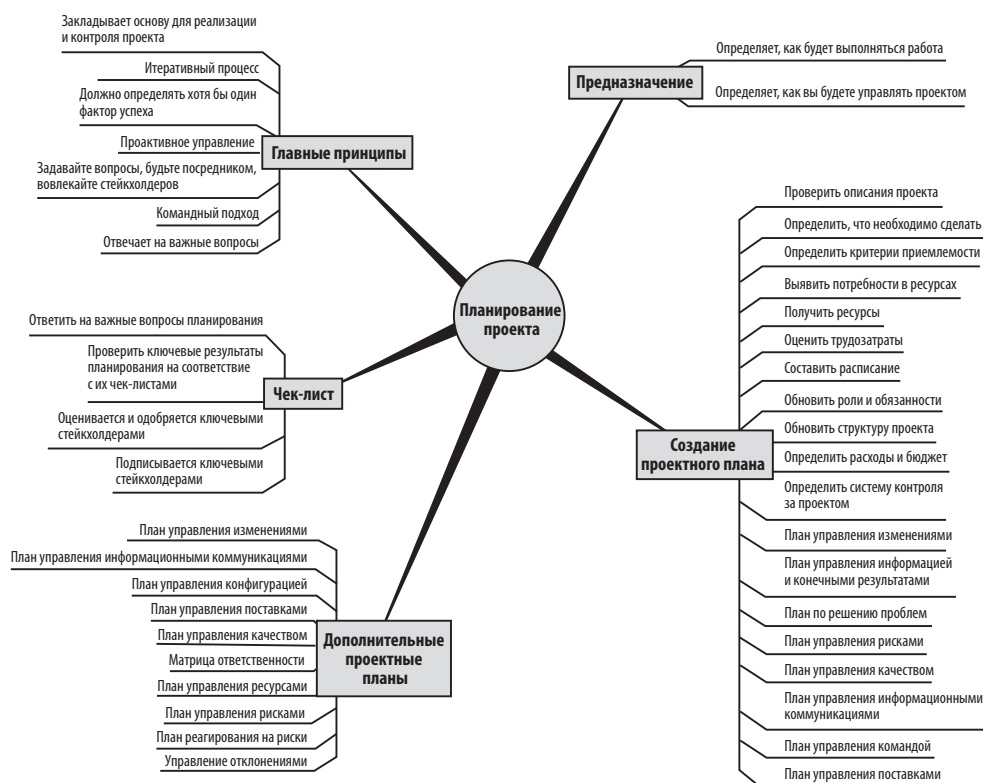 Закладывает основу для реализации
и контроля проекта
Итеративный процесс
Должно определять хотя бы один
фактор успеха
Проактивное управление
Задавайте вопросы, будьте посредником,
вовлекайте стейкхолдеров
Командный подход
Отвечает на важные вопросы
Главные принципы
Предназначение
Определяет, как будет выполняться работа
Определяет, как вы будете управлять проектом
Планирование
проекта
Ответить на важные вопросы планирования
Проверить ключевые результаты
планирования на соответствие
с их чек-листами
Оценивается и одобряется ключевыми
стейкхолдерами
Подписывается ключевыми
стейкхолдерами
Чек-лист
Создание
проектного плана
Проверить описания проекта
Определить, что необходимо сделать
Определить критерии приемлемости
Выявить потребности в ресурсах
Получить ресурсы
Оценить трудозатраты
Составить расписание
Обновить роли и обязанности
Обновить структуру проекта
Определить расходы и бюджет
Определить систему контроля
за проектом
План управления изменениями
План управления информацией
и конечными результатами
План по решению проблем
План управления рисками
План управления качеством
План управления информационными
коммуникациями
План управления командой
План управления поставками
План управления изменениями
План управления информационными коммуникациями
План управления конфигурацией
План управления поставками
План управления качеством
Матрица ответственности
План управления ресурсами
План управления рисками
План реагирования на риски
Управление отклонениями
Дополнительные
проектные
планы